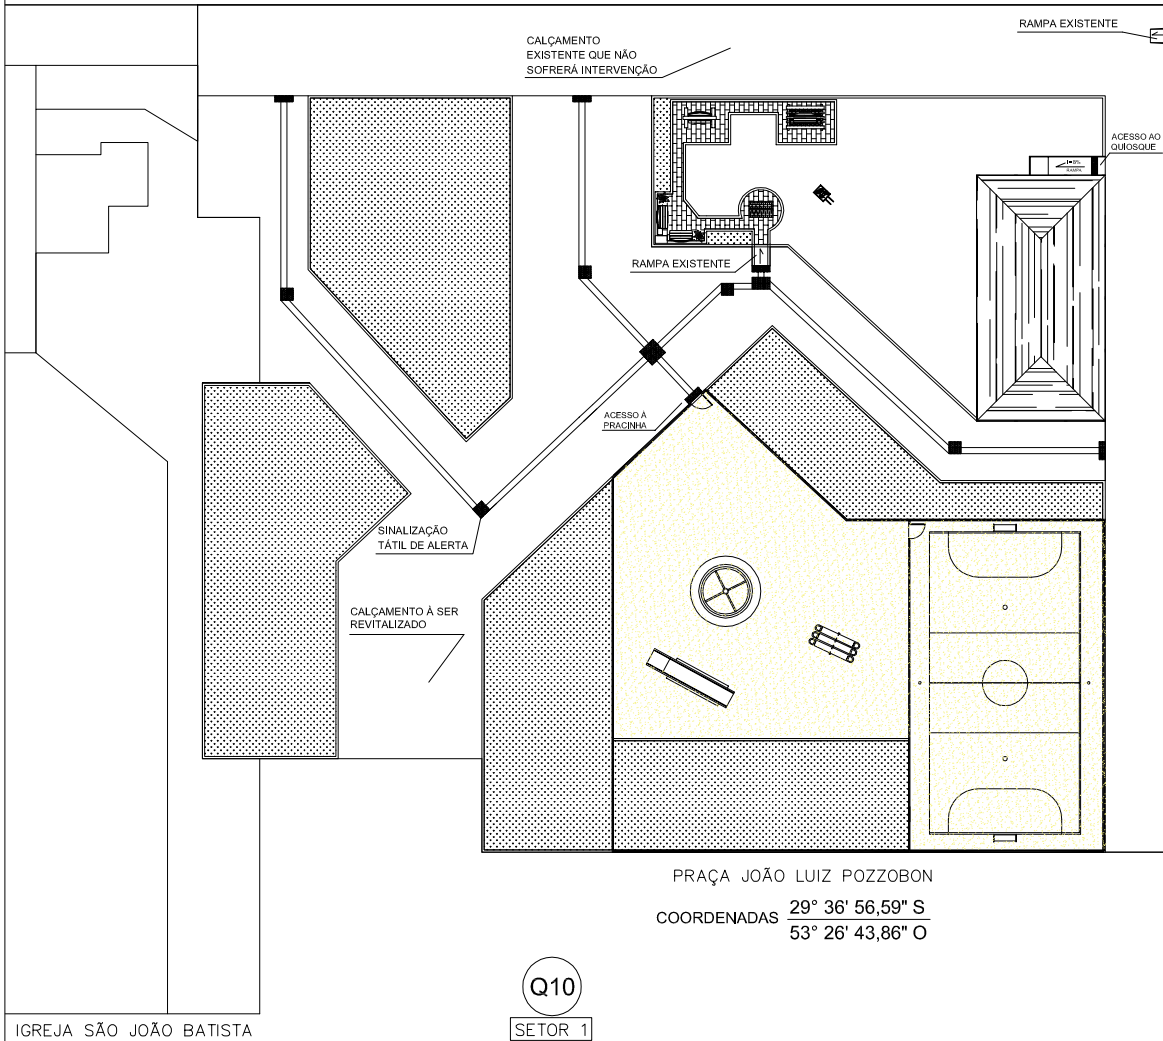 RAMPA EXISTENTE
CALÇAMENTO
EXISTENTE QUE NÃO
SOFRERÁ INTERVENÇÃO
ACESSO AO
QUIOSQUE
I=8%
RAMPA
RAMPA EXISTENTE
ACESSO À
PRACINHA
SINALIZAÇÃO
TÁTIL DE ALERTA
CALÇAMENTO À SER
REVITALIZADO
PRAÇA JOÃO LUIZ POZZOBON
COORDENADAS 29° 36' 56,59" S
53° 26' 43,86" O
Q10
SETOR 1
IGREJA SÃO JOÃO BATISTA